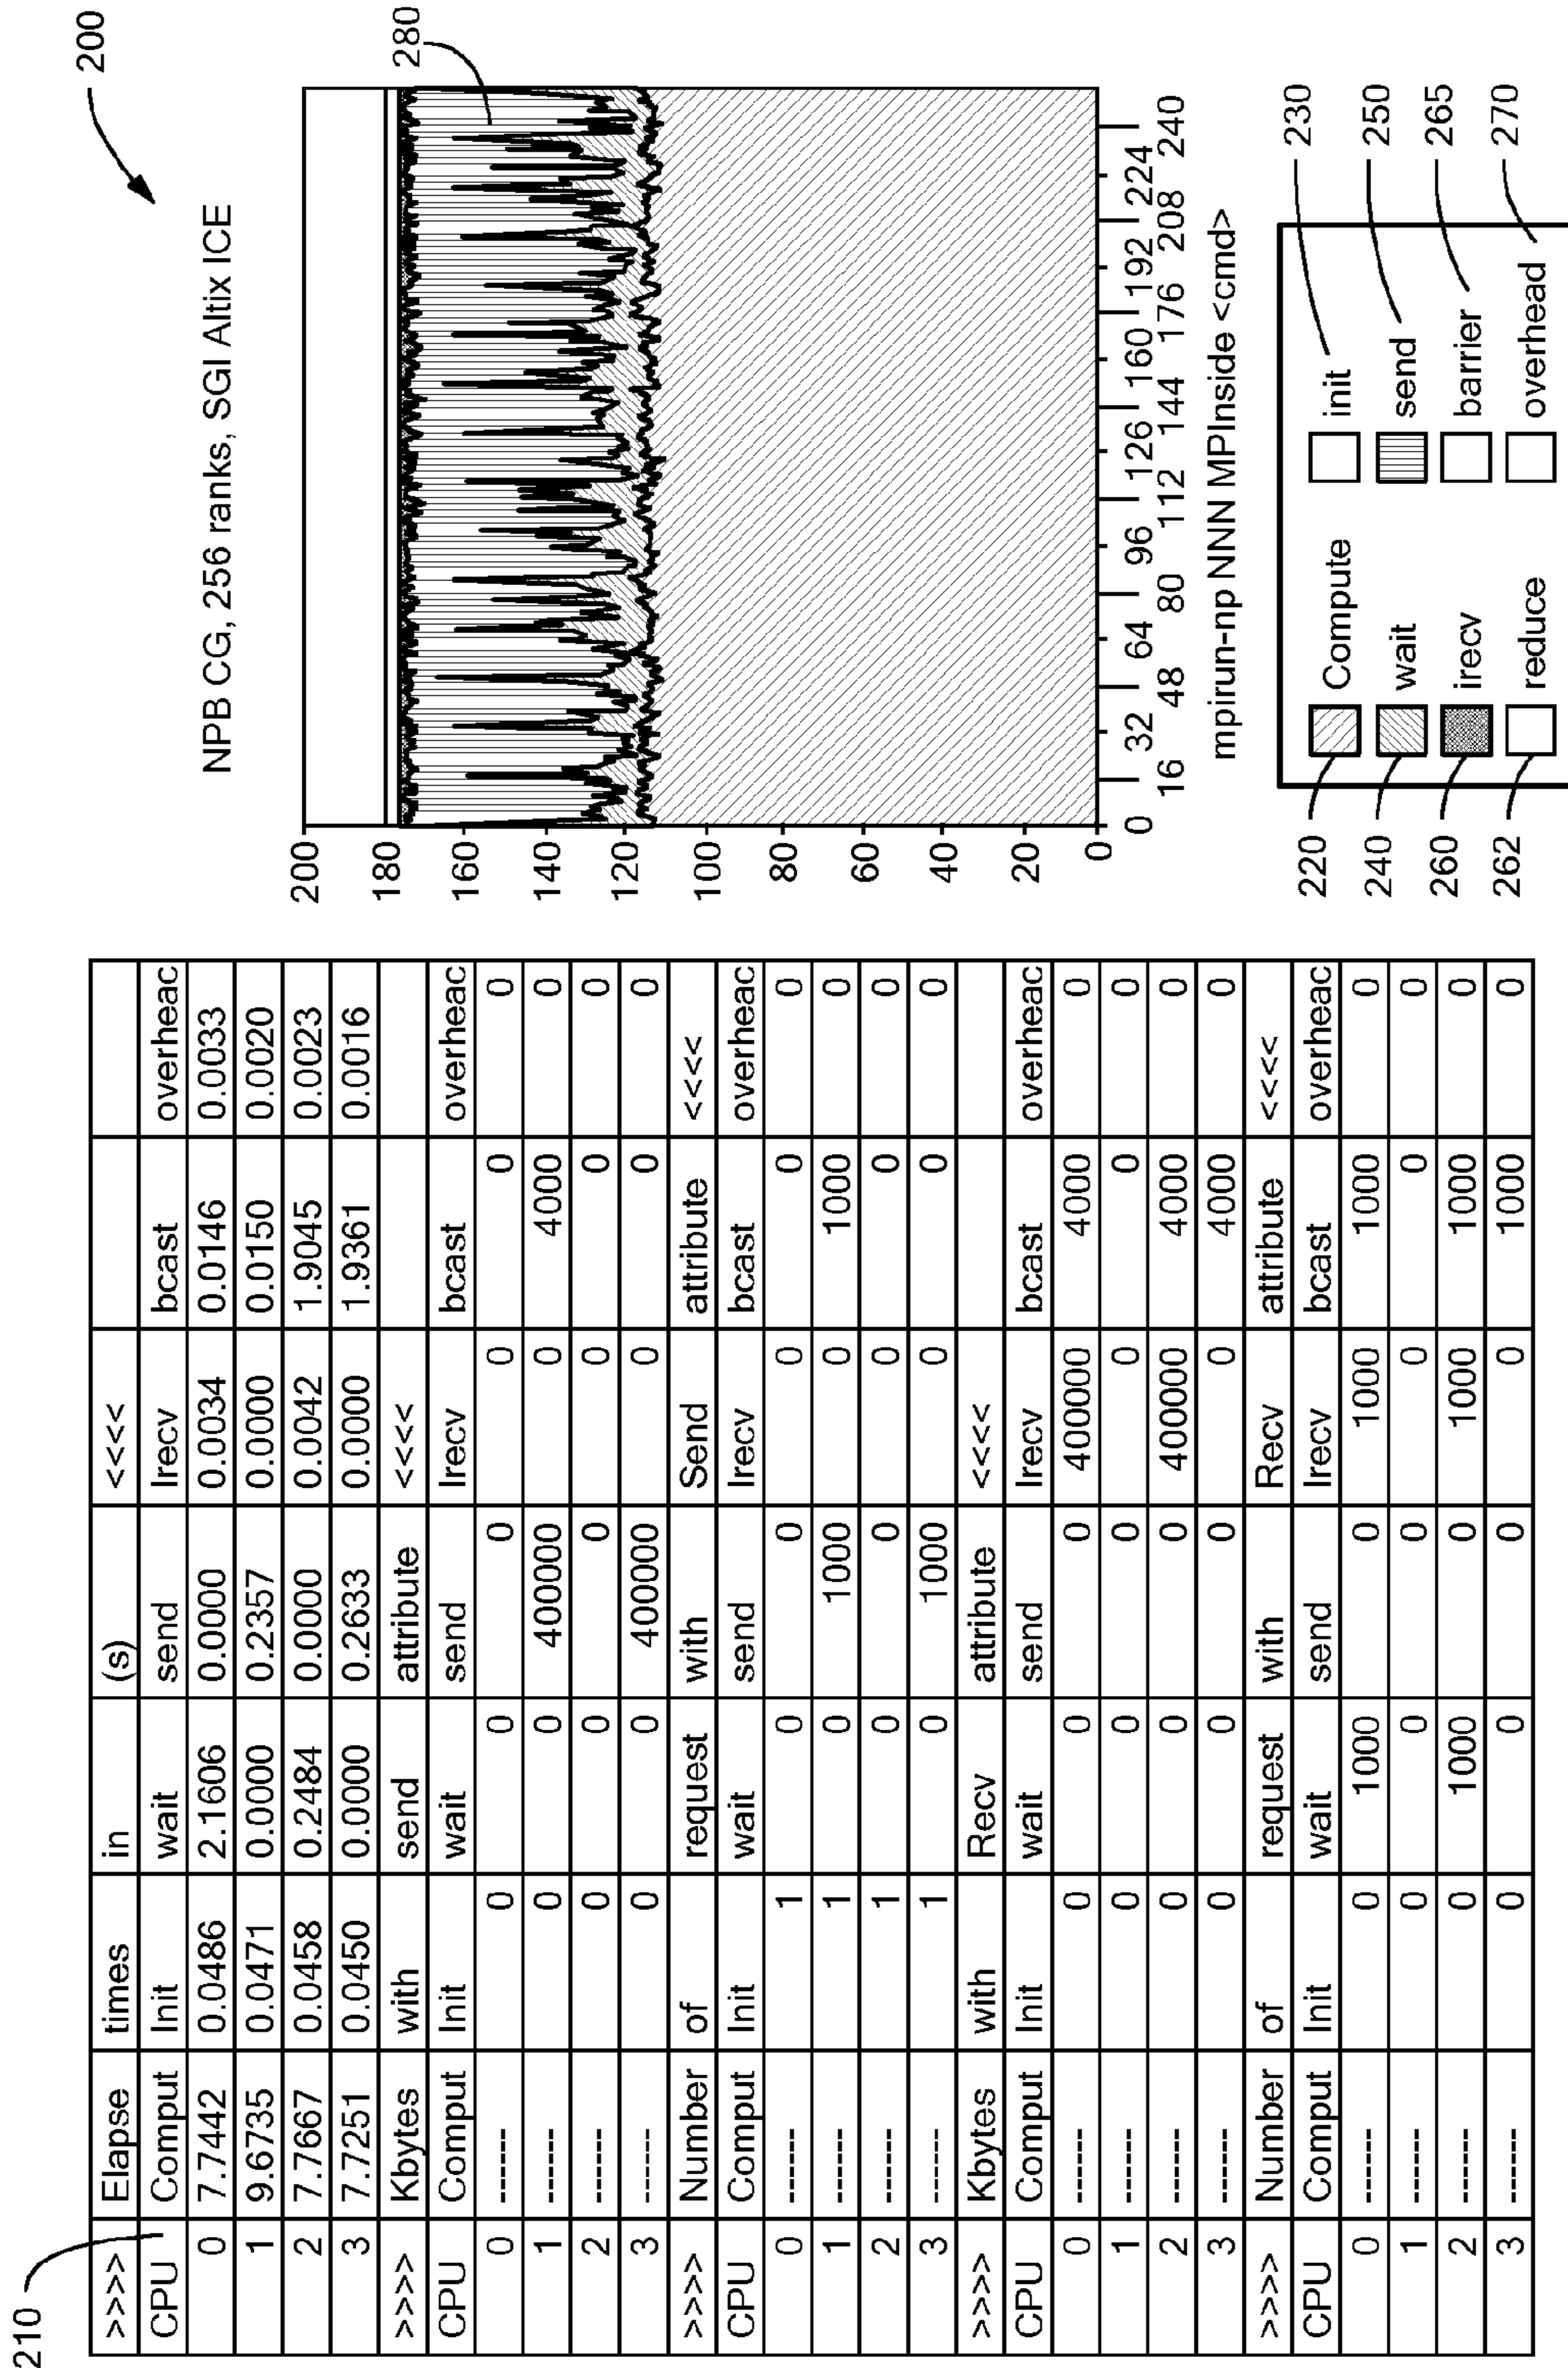 200
210
>>>> Elapse times in (s) <<<<
CPU Comput Init wait send Irecv bcast overheac
0 7.7442 0.0486 2.1606 0.0000 0.0034 0.0146 0.0033
1 9.6735 0.0471 0.0000 0.2357 0.0000 0.0150 0.0020
2 7.7667 0.0458 0.2484 0.0000 0.0042 1.9045 0.0023
3 7.7251 0.0450 0.0000 0.2633 0.0000 1.9361 0.0016
>>>> Kbytes with send attribute <<<<
CPU Comput Init wait send Irecv bcast overheac
0 ------- 0 0 0 0 0 0
1 ------- 0 0 400000 0 4000 0
2 ------- 0 0 0 0 0 0
3 ------- 0 0 400000 0 0 0
>>>> Number of request with Send attribute <<<<
CPU Comput Init wait send Irecv bcast overheac
0 ------- 1 0 0 0 0 0
1 ------- 1 0 1000 0 1000 0
2 ------- 1 0 0 0 0 0
3 ------- 1 0 1000 0 0 0
>>>> Kbytes with Recv attribute <<<<
CPU Comput Init wait send Irecv bcast overheac
0 ------- 0 0 0 400000 4000 0
1 ------- 0 0 0 0 0 0
2 ------- 0 0 0 400000 4000 0
3 ------- 0 0 0 0 4000 0
>>>> Number of request with Recv attribute <<<<
CPU Comput Init wait send Irecv bcast overheac
0 ------- 0 1000 0 1000 1000 0
1 ------- 0 0 0 0 0 0
2 ------- 0 1000 0 1000 1000 0
3 ------- 0 0 0 0 1000 0
NPB CG, 256 ranks, SGI Altix ICE
200
180
160
140
120
100
80
60
40
20
0
280
0 16 32 48 64 80 96 112 126 144 160 176 192 208 224 240
mpirun-np NNN MPInside <cmd>
220 Compute init 230
240 wait send 250
260 irecv barrier 265
262 reduce overhead 270